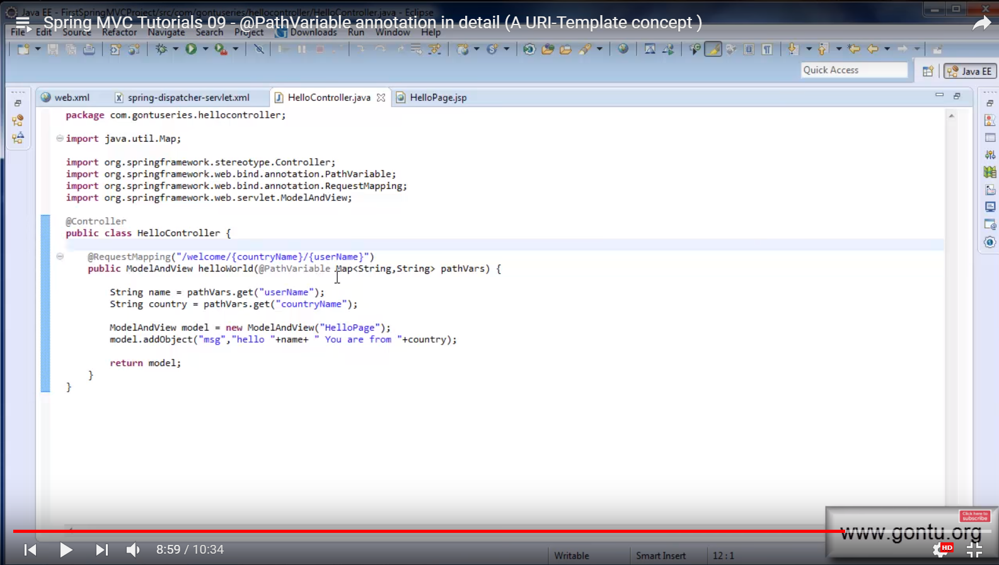 Java EE - FirstSpringMVCProject/src/com/gontuseries/hellocontroller/HelloController.java - Eclipse
Spring MVC Tutorials 09 - @PathVariable annotation in detail (A URI-Template concept )
File Edit Source Refactor Navigate Search Project Downloads Run Window Help
Quick Access
Java EE
web.xml spring-dispatcher-servlet.xml HelloController.java HelloPage.jsp
package com.gontuseries.hellocontroller;
import java.util.Map;
import org.springframework.stereotype.Controller;
import org.springframework.web.bind.annotation.PathVariable;
import org.springframework.web.bind.annotation.RequestMapping;
import org.springframework.web.servlet.ModelAndView;
@Controller
public class HelloController {
@RequestMapping("/welcome/{countryName}/{userName}")
public ModelAndView helloWorld(@PathVariable Map<String,String> pathVars) {
String name = pathVars.get("userName");
String country = pathVars.get("countryName");
ModelAndView model = new ModelAndView("HelloPage");
model.addObject("msg","hello "+name+ " You are from "+country);
return model;
}
}
Click here to
subscribe
www.gontu.org
8:59 / 10:34
HD
Writable Smart Insert 12 : 1